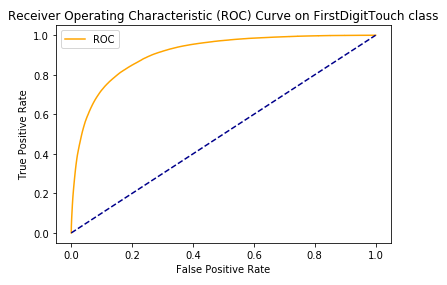 Receiver Operating Characteristic (ROC) Curve on FirstDigitTouch class
ROC
True Positive Rate
1.0
0.8
0.6
0.4
0.2
0.0
0.0 0.2 0.4 0.6 0.8 1.0
False Positive Rate